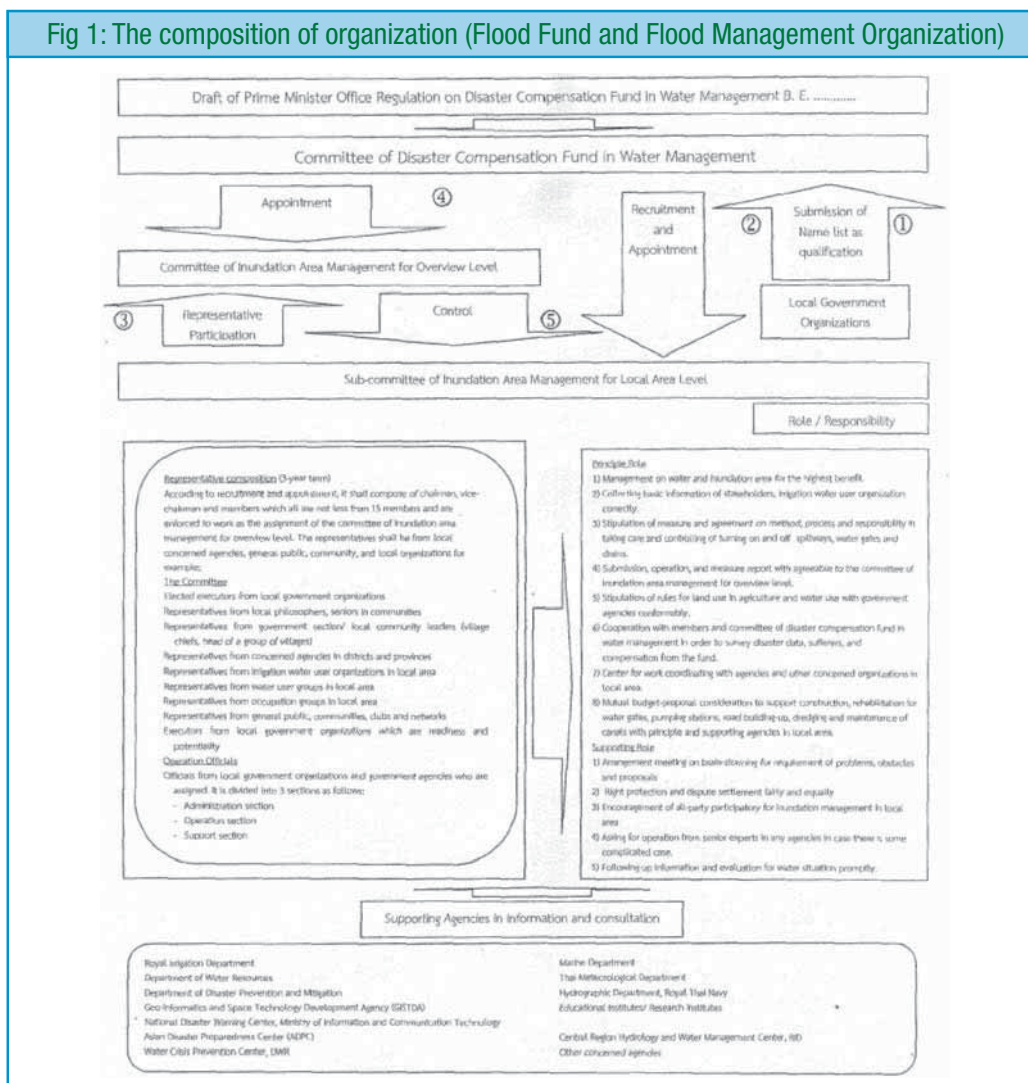 Fig 1: The composition of organization (Flood Fund and Flood Management Organization)
Draft of Prime Minister Office Regulation on Disaster Compensation Fund in Water Management B. E. ............
Committee of Disaster Compensation Fund in Water Management
Appointment
④
Recruitment
and
Appointment
②
Submission of
Name list as
qualification
①
Committee of Inundation Area Management for Overview Level
Local Government
Organizations
③
Representative
Participation
Control
⑤
Sub-committee of Inundation Area Management for Local Area Level
Role / Responsibility
Representative composition (3-year term)
According to recruitment and appointment, it shall compose of chairman, vice-
chairman and members which all are not less than 15 members and are
enforced to work as the assignment of the committee of inundation area
management for overview level. The representatives shall be from local
concerned agencies, general public, community, and local organizations for
example;
The Committee
Elected executors from local government organizations
Representatives from local philosophers, seniors in communities
Representatives from government section/ local community leaders (village
chiefs, head of a group of villages)
Representatives from concerned agencies in districts and provinces
Representatives from irrigation water user organizations in local area
Representatives from water user groups in local area
Representatives from occupation groups in local area
Representatives from general public, communities, clubs and networks
Executors from local government organizations which are readiness and
potentiality
Operation Officials
Officials from local government organizations and government agencies who are
assigned. It is divided into 3 sections as follows:
- Administration section
- Operation section
- Support section
Principle Role
1) Management on water and inundation area for the highest benefit.
2) Collecting basic information of stakeholders, irrigation water user organization
correctly.
3) Stipulation of measure and agreement on method, process and responsibility in
taking care and controlling of turning on and off spillways, water gates and
drains.
4) Submission, operation, and measure report with agreeable to the committee of
inundation area management for overview level.
5) Stipulation of rules for land use in agriculture and water use with government
agencies conformably.
6) Cooperation with members and committee of disaster compensation fund in
water management in order to survey disaster data, sufferers, and
compensation from the fund.
7) Center for work coordinating with agencies and other concerned organizations in
local area.
8) Mutual budget-proposal consideration to support construction, rehabilitation for
water gates, pumping stations, road building-up, dredging and maintenance of
canals with principle and supporting agencies in local area.
Supporting Role
1) Arrangement meeting on brain-storming for requirement of problems, obstacles
and proposals
2) Right protection and dispute settlement fairly and equality
3) Encouragement of all-party participatory for inundation management in local
area
4) Asking for operation from senior experts in any agencies in case there is some
complicated case.
5) Following up information and evaluation for water situation promptly.
Supporting Agencies in information and consultation
Royal Irrigation Department
Department of Water Resources
Department of Disaster Prevention and Mitigation
Geo-Informatics and Space Technology Development Agency (GISTDA)
National Disaster Warning Center, Ministry of Information and Communication Technology
Asian Disaster Preparedness Center (ADPC)
Water Crisis Prevention Center, DWR
Marine Department
Thai Meteorological Department
Hydrographic Department, Royal Thai Navy
Educational Institutes/ Research Institutes
Central Region Hydrology and Water Management Center, RID
Other concerned agencies